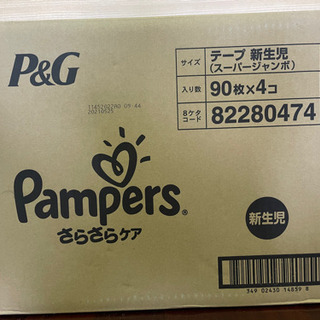 P&G
サイズ
テープ 新生児
(スーパージャンボ)
入り数
90枚×4コ
8ケタ
コード
82280474
20210525
Pampers®
さらさらケア
新生児